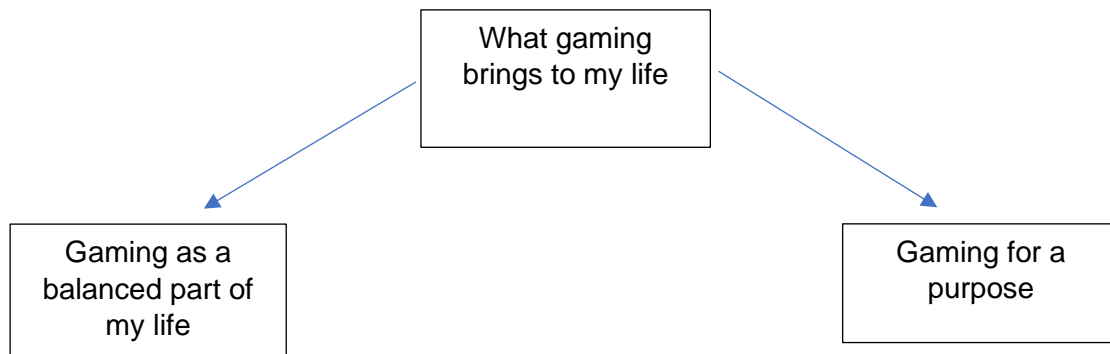 What gaming
brings to my life
Gaming as a
balanced part of
my life
Gaming for a
purpose